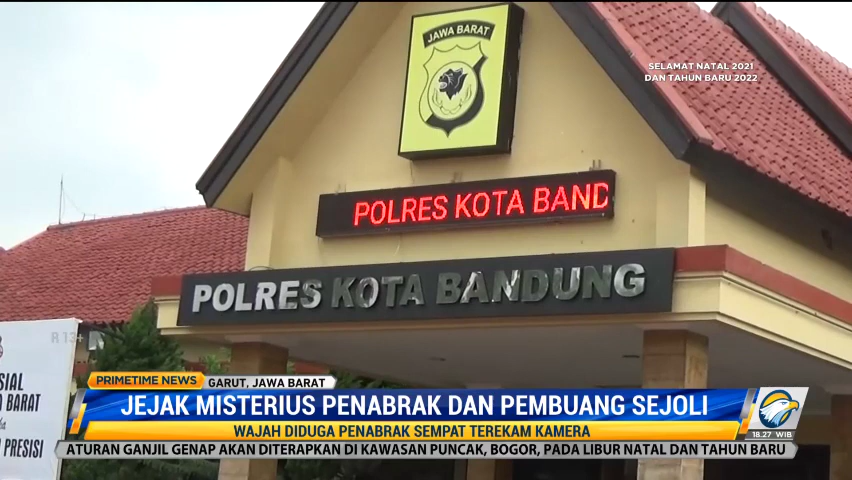 JAWA BARAT
SELAMAT NATAL 2021
DAN TAHUN BARU 2022
POLRES KOTA BAND
POLRES KOTA BANDUNG
R 13+
SIAL
A BARAT
PRESISI
PRIMETIME NEWS
GARUT, JAWA BARAT
JEJAK MISTERIUS PENABRAK DAN PEMBUANG SEJOLI
WAJAH DIDUGA PENABRAK SEMPAT TEREKAM KAMERA
18.27 WIB
ATURAN GANJIL GENAP AKAN DITERAPKAN DI KAWASAN PUNCAK, BOGOR, PADA LIBUR NATAL DAN TAHUN BARU